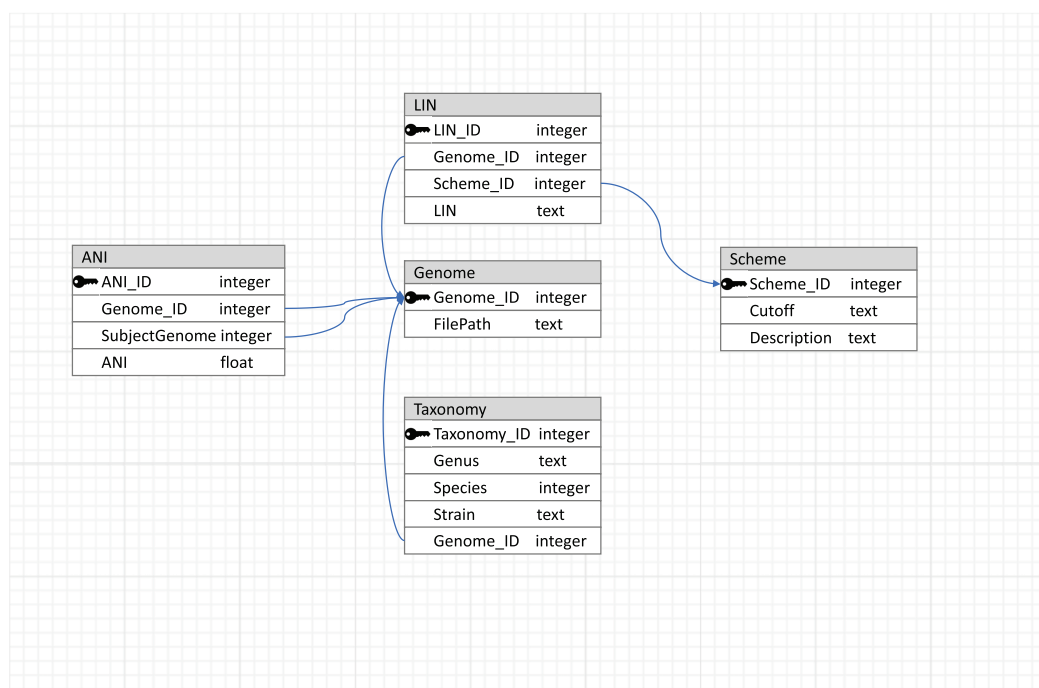 LIN
LIN_ID integer
Genome_ID integer
Scheme_ID integer
LIN text
ANI
ANI_ID integer
Genome_ID integer
SubjectGenome integer
ANI float
Genome
Genome_ID integer
FilePath text
Scheme
Scheme_ID integer
Cutoff text
Description text
Taxonomy
Taxonomy_ID integer
Genus text
Species integer
Strain text
Genome_ID integer